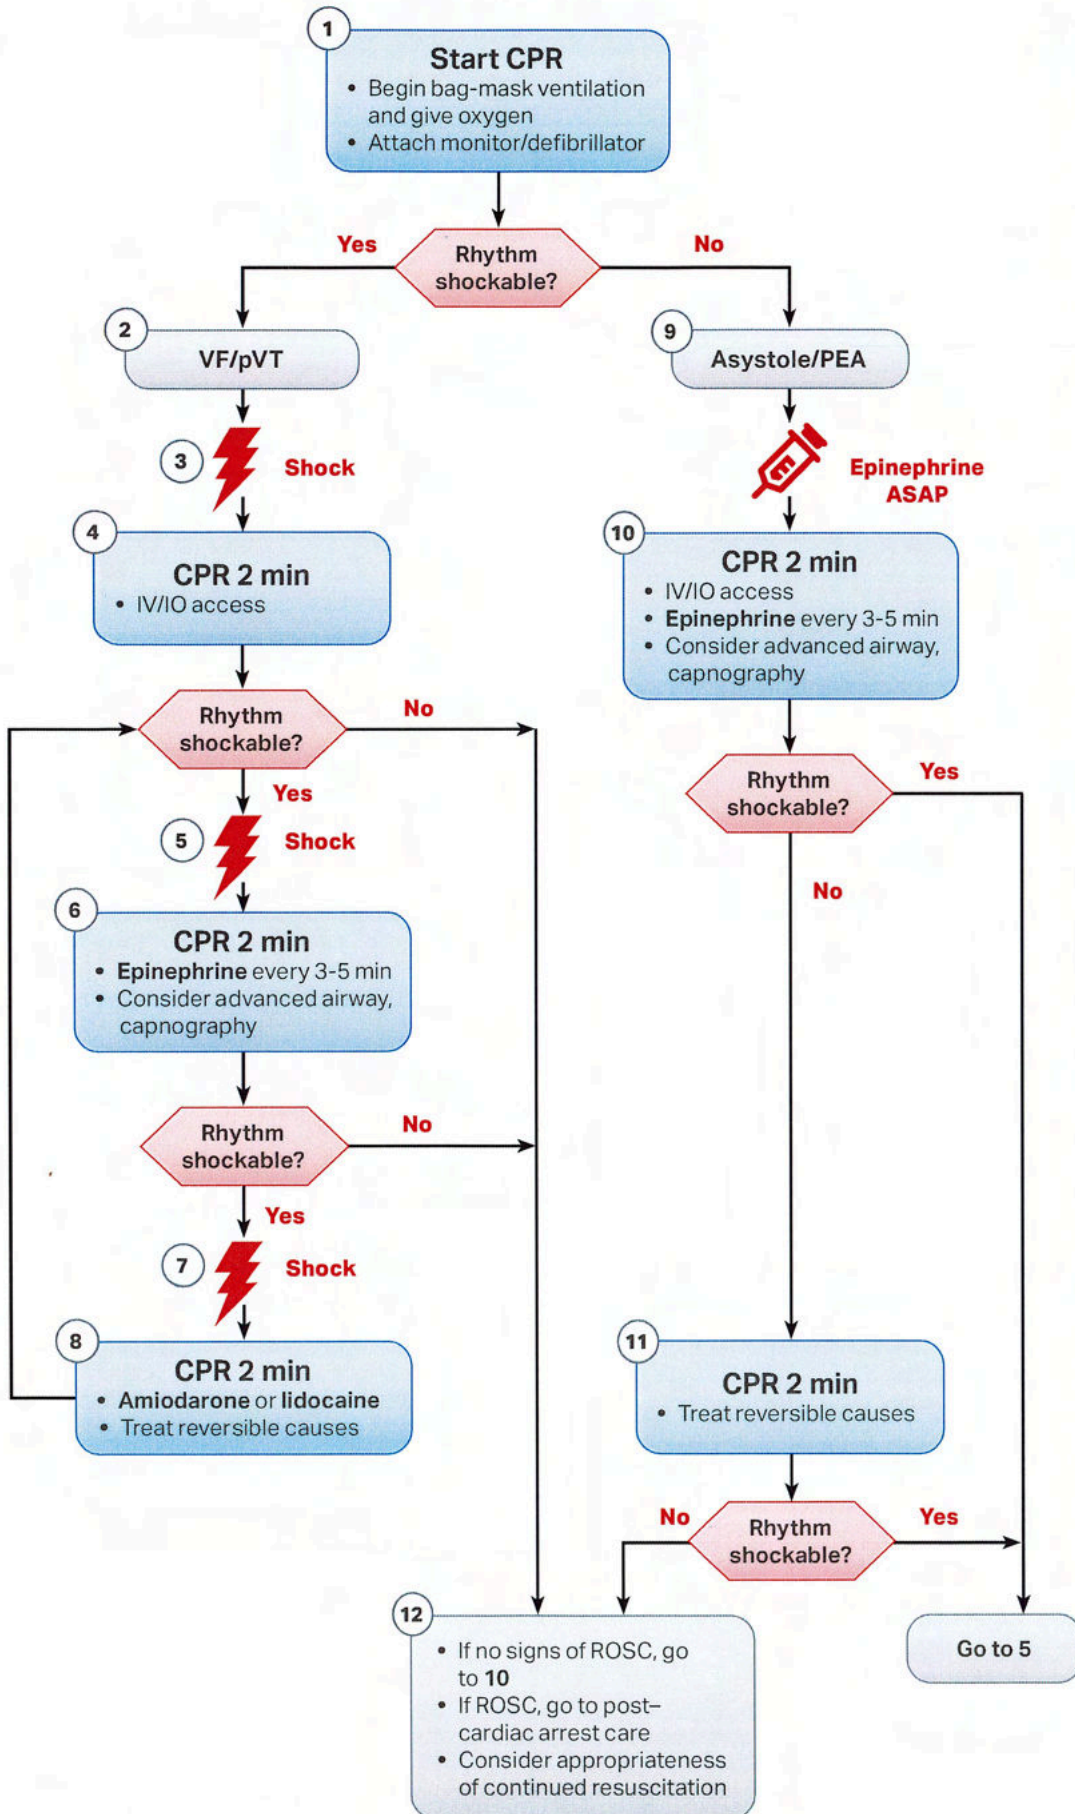 1
Start CPR
• Begin bag-mask ventilation
and give oxygen
• Attach monitor/defibrillator
Rhythm
shockable?
Yes
No
2
VF/pVT
3
Shock
4
CPR 2 min
• IV/IO access
Rhythm
shockable?
No
Yes
5
Shock
6
CPR 2 min
• Epinephrine every 3-5 min
• Consider advanced airway,
capnography
Rhythm
shockable?
No
Yes
7
Shock
8
CPR 2 min
• Amiodarone or lidocaine
• Treat reversible causes
9
Asystole/PEA
Epinephrine
ASAP
10
CPR 2 min
• IV/IO access
• Epinephrine every 3-5 min
• Consider advanced airway,
capnography
Rhythm
shockable?
Yes
No
11
CPR 2 min
• Treat reversible causes
Rhythm
shockable?
No
Yes
12
• If no signs of ROSC, go
to 10
• If ROSC, go to post–
cardiac arrest care
• Consider appropriateness
of continued resuscitation
Go to 5